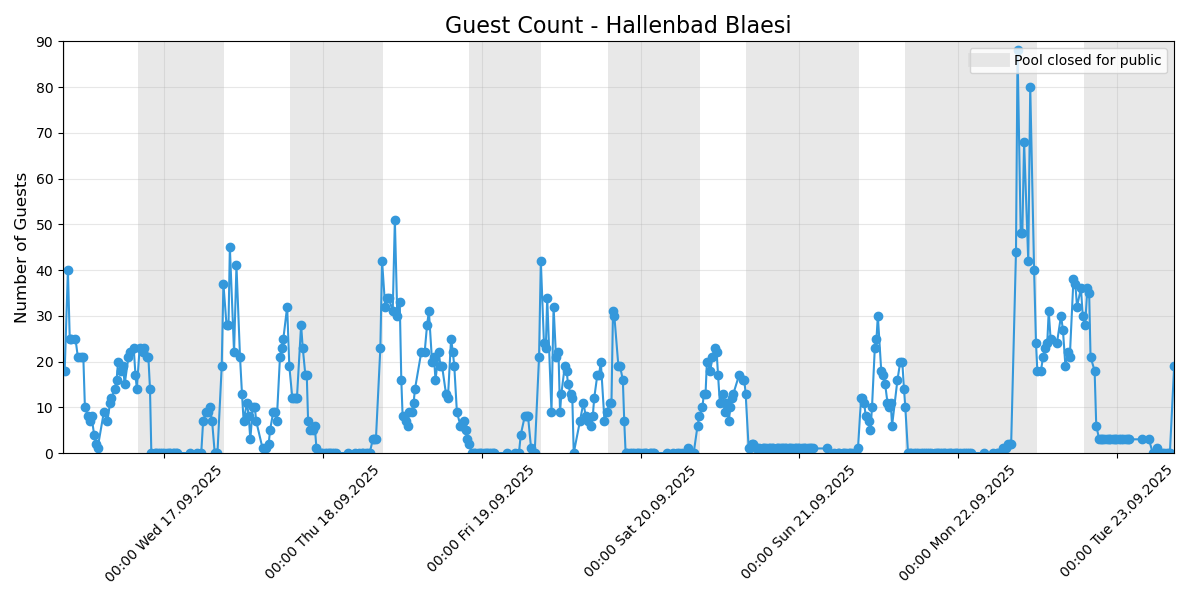 Guest Count - Hallenbad Blaesi
Pool closed for public
Number of Guests
90
80
70
60
50
40
30
20
10
0
00:00 Wed 17.09.2025
00:00 Thu 18.09.2025
00:00 Fri 19.09.2025
00:00 Sat 20.09.2025
00:00 Sun 21.09.2025
00:00 Mon 22.09.2025
00:00 Tue 23.09.2025